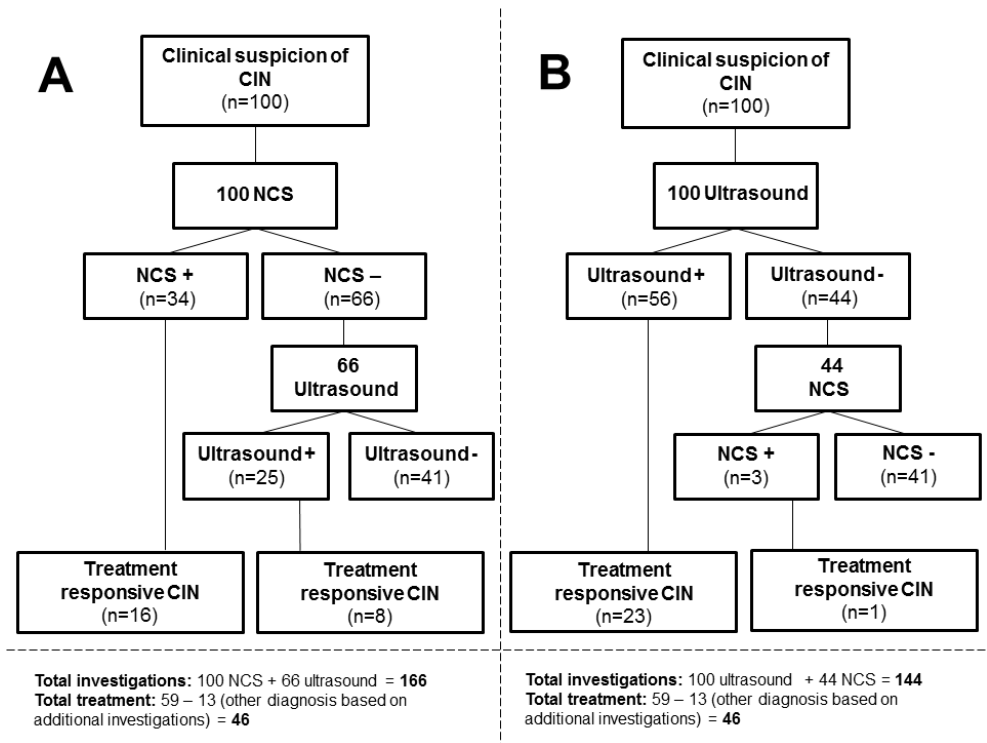 A
Clinical suspicion of
CIN
(n=100)
100 NCS
NCS +
(n=34)
NCS –
(n=66)
66
Ultrasound
Ultrasound +
(n=25)
Ultrasound -
(n=41)
Treatment
responsive CIN
(n=16)
Treatment
responsive CIN
(n=8)
Total investigations: 100 NCS + 66 ultrasound = 166
Total treatment: 59 – 13 (other diagnosis based on
additional investigations) = 46
B
Clinical suspicion of
CIN
(n=100)
100 Ultrasound
Ultrasound +
(n=56)
Ultrasound -
(n=44)
44
NCS
NCS +
(n=3)
NCS -
(n=41)
Treatment
responsive CIN
(n=23)
Treatment
responsive CIN
(n=1)
Total investigations: 100 ultrasound + 44 NCS = 144
Total treatment: 59 – 13 (other diagnosis based on
additional investigations) = 46